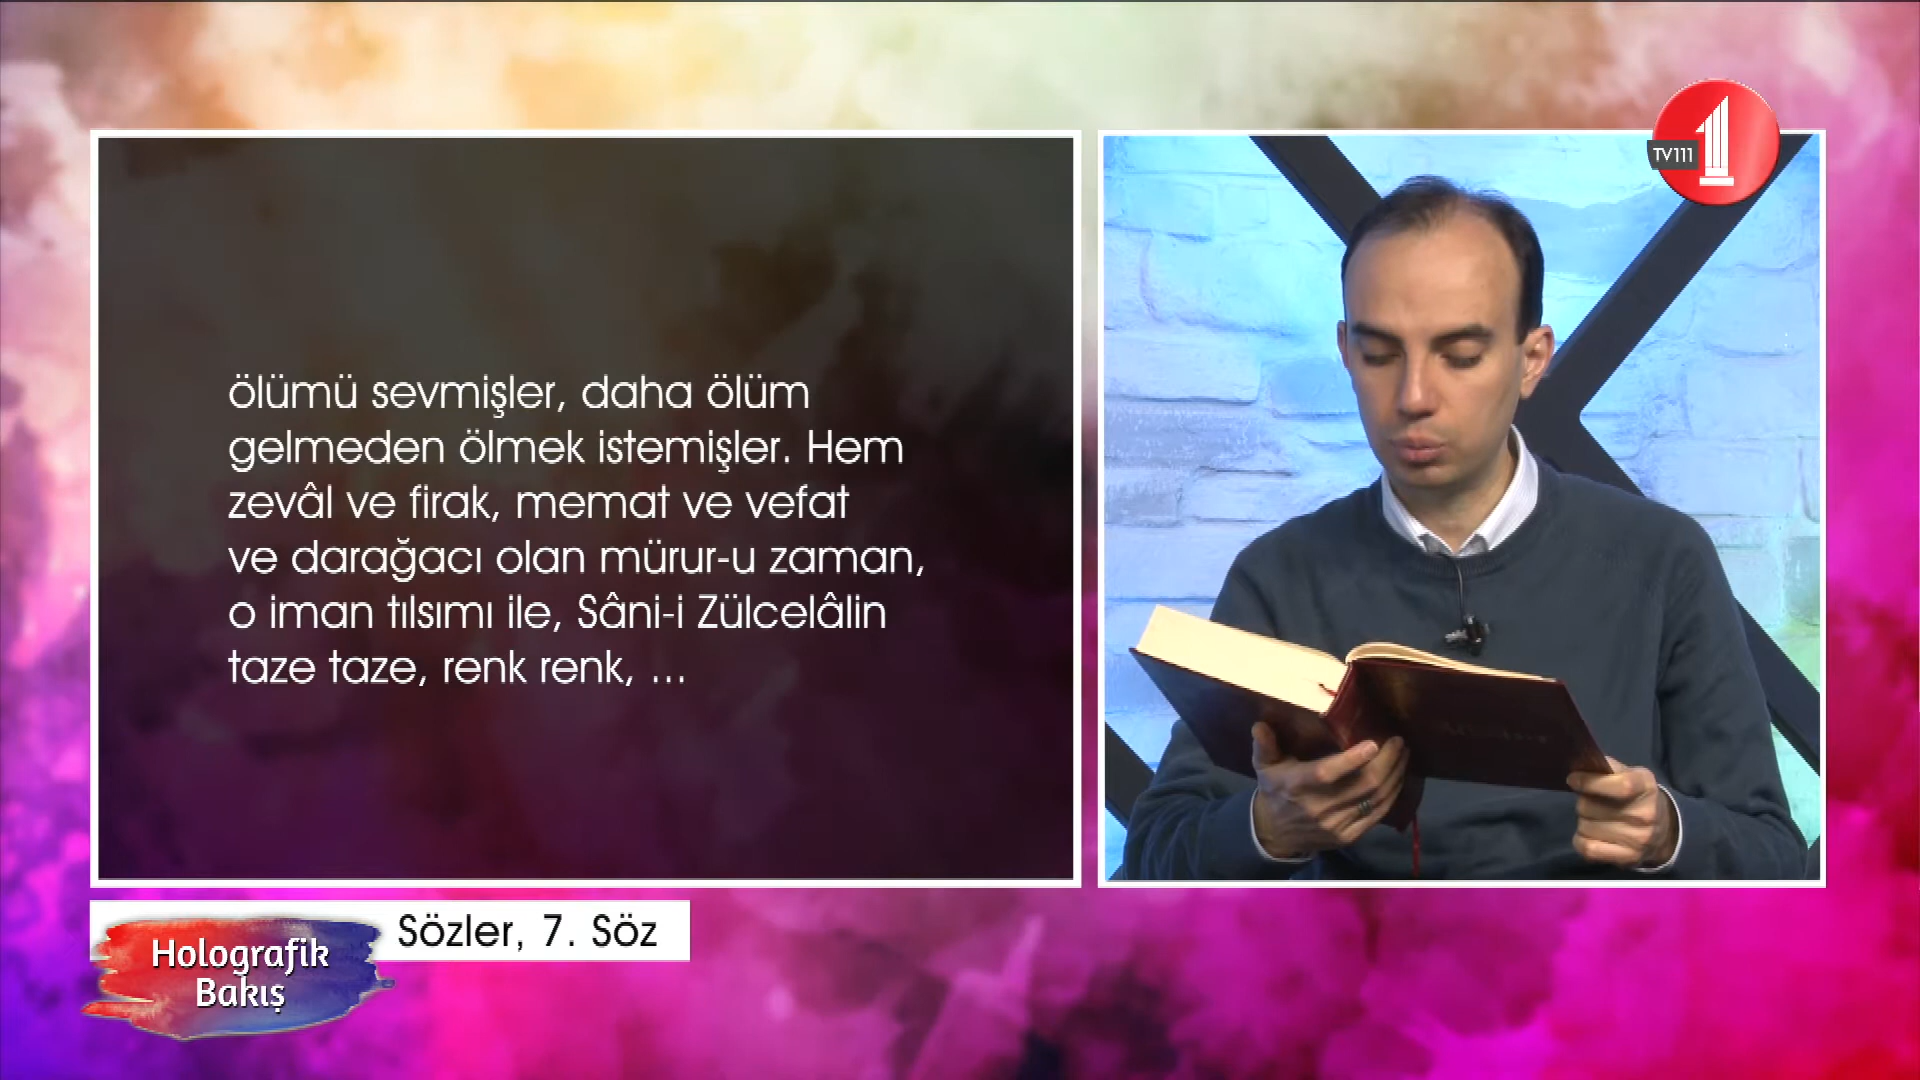 TV111
ölümü sevmişler, daha ölüm
gelmeden ölmek istemişler. Hem
zevâl ve firak, memat ve vefat
ve darağacı olan mürur-u zaman,
o iman tılsımı ile, Sâni-i Zülcelâlin
taze taze, renk renk, ...
Sözler, 7. Söz
Holografik
Bakış